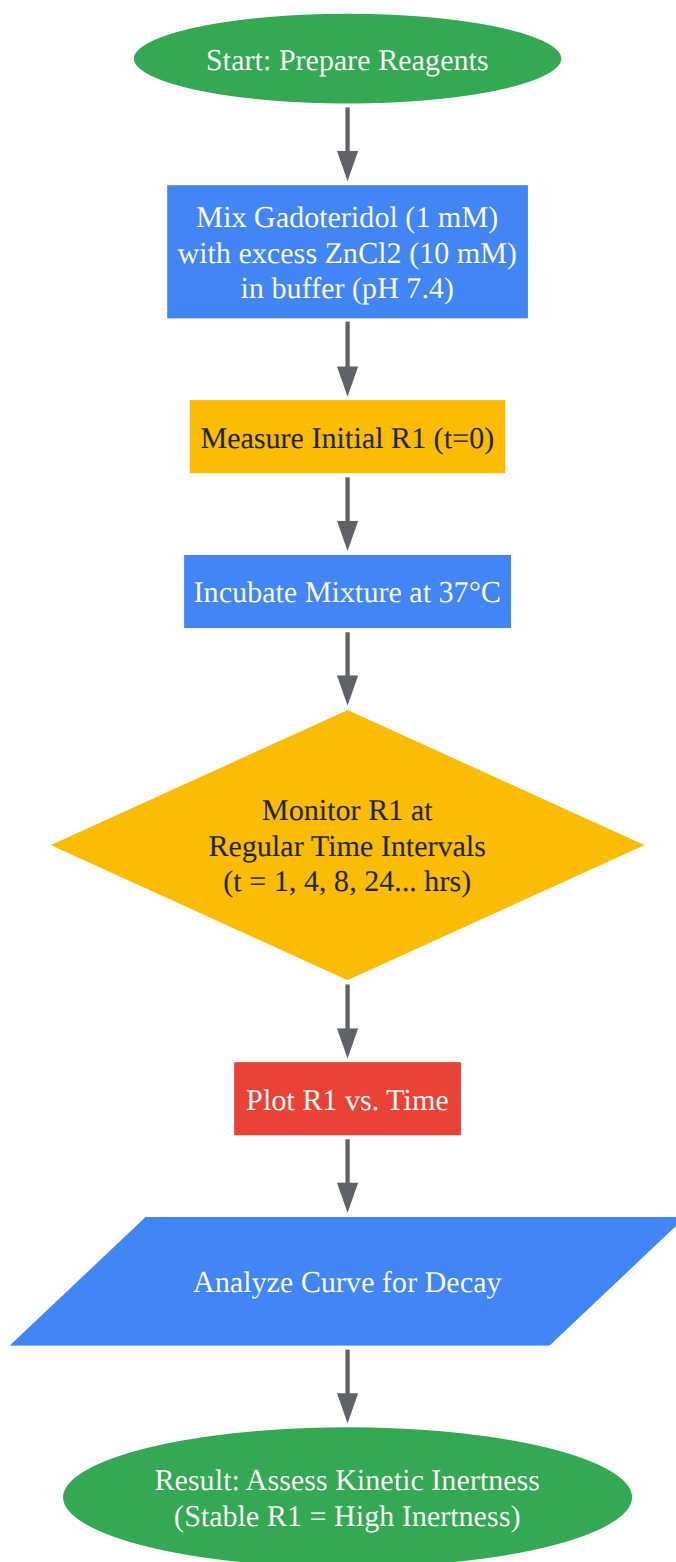 Start: Prepare Reagents
Mix Gadoteridol (1 mM)
with excess ZnCl2 (10 mM)
in buffer (pH 7.4)
Measure Initial R1 (t=0)
Incubate Mixture at 37°C
Monitor R1 at
Regular Time Intervals
(t = 1, 4, 8, 24... hrs)
Plot R1 vs. Time
Analyze Curve for Decay
Result: Assess Kinetic Inertness
(Stable R1 = High Inertness)